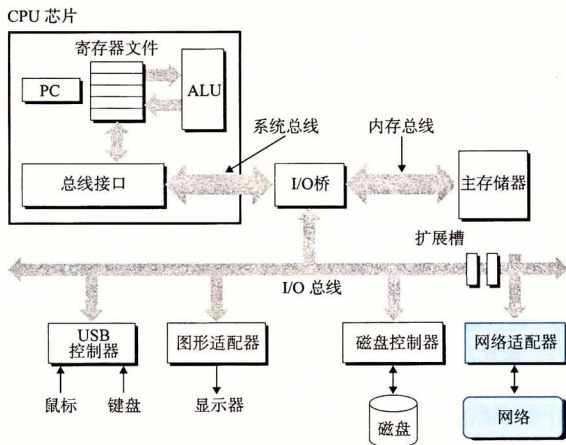 CPU 芯片
寄存器文件
PC
ALU
系统总线
内存总线
总线接口
I/O桥
主存储器
扩展槽
I/O 总线
USB
控制器
图形适配器
磁盘控制器
网络适配器
鼠标
键盘
显示器
磁盘
网络